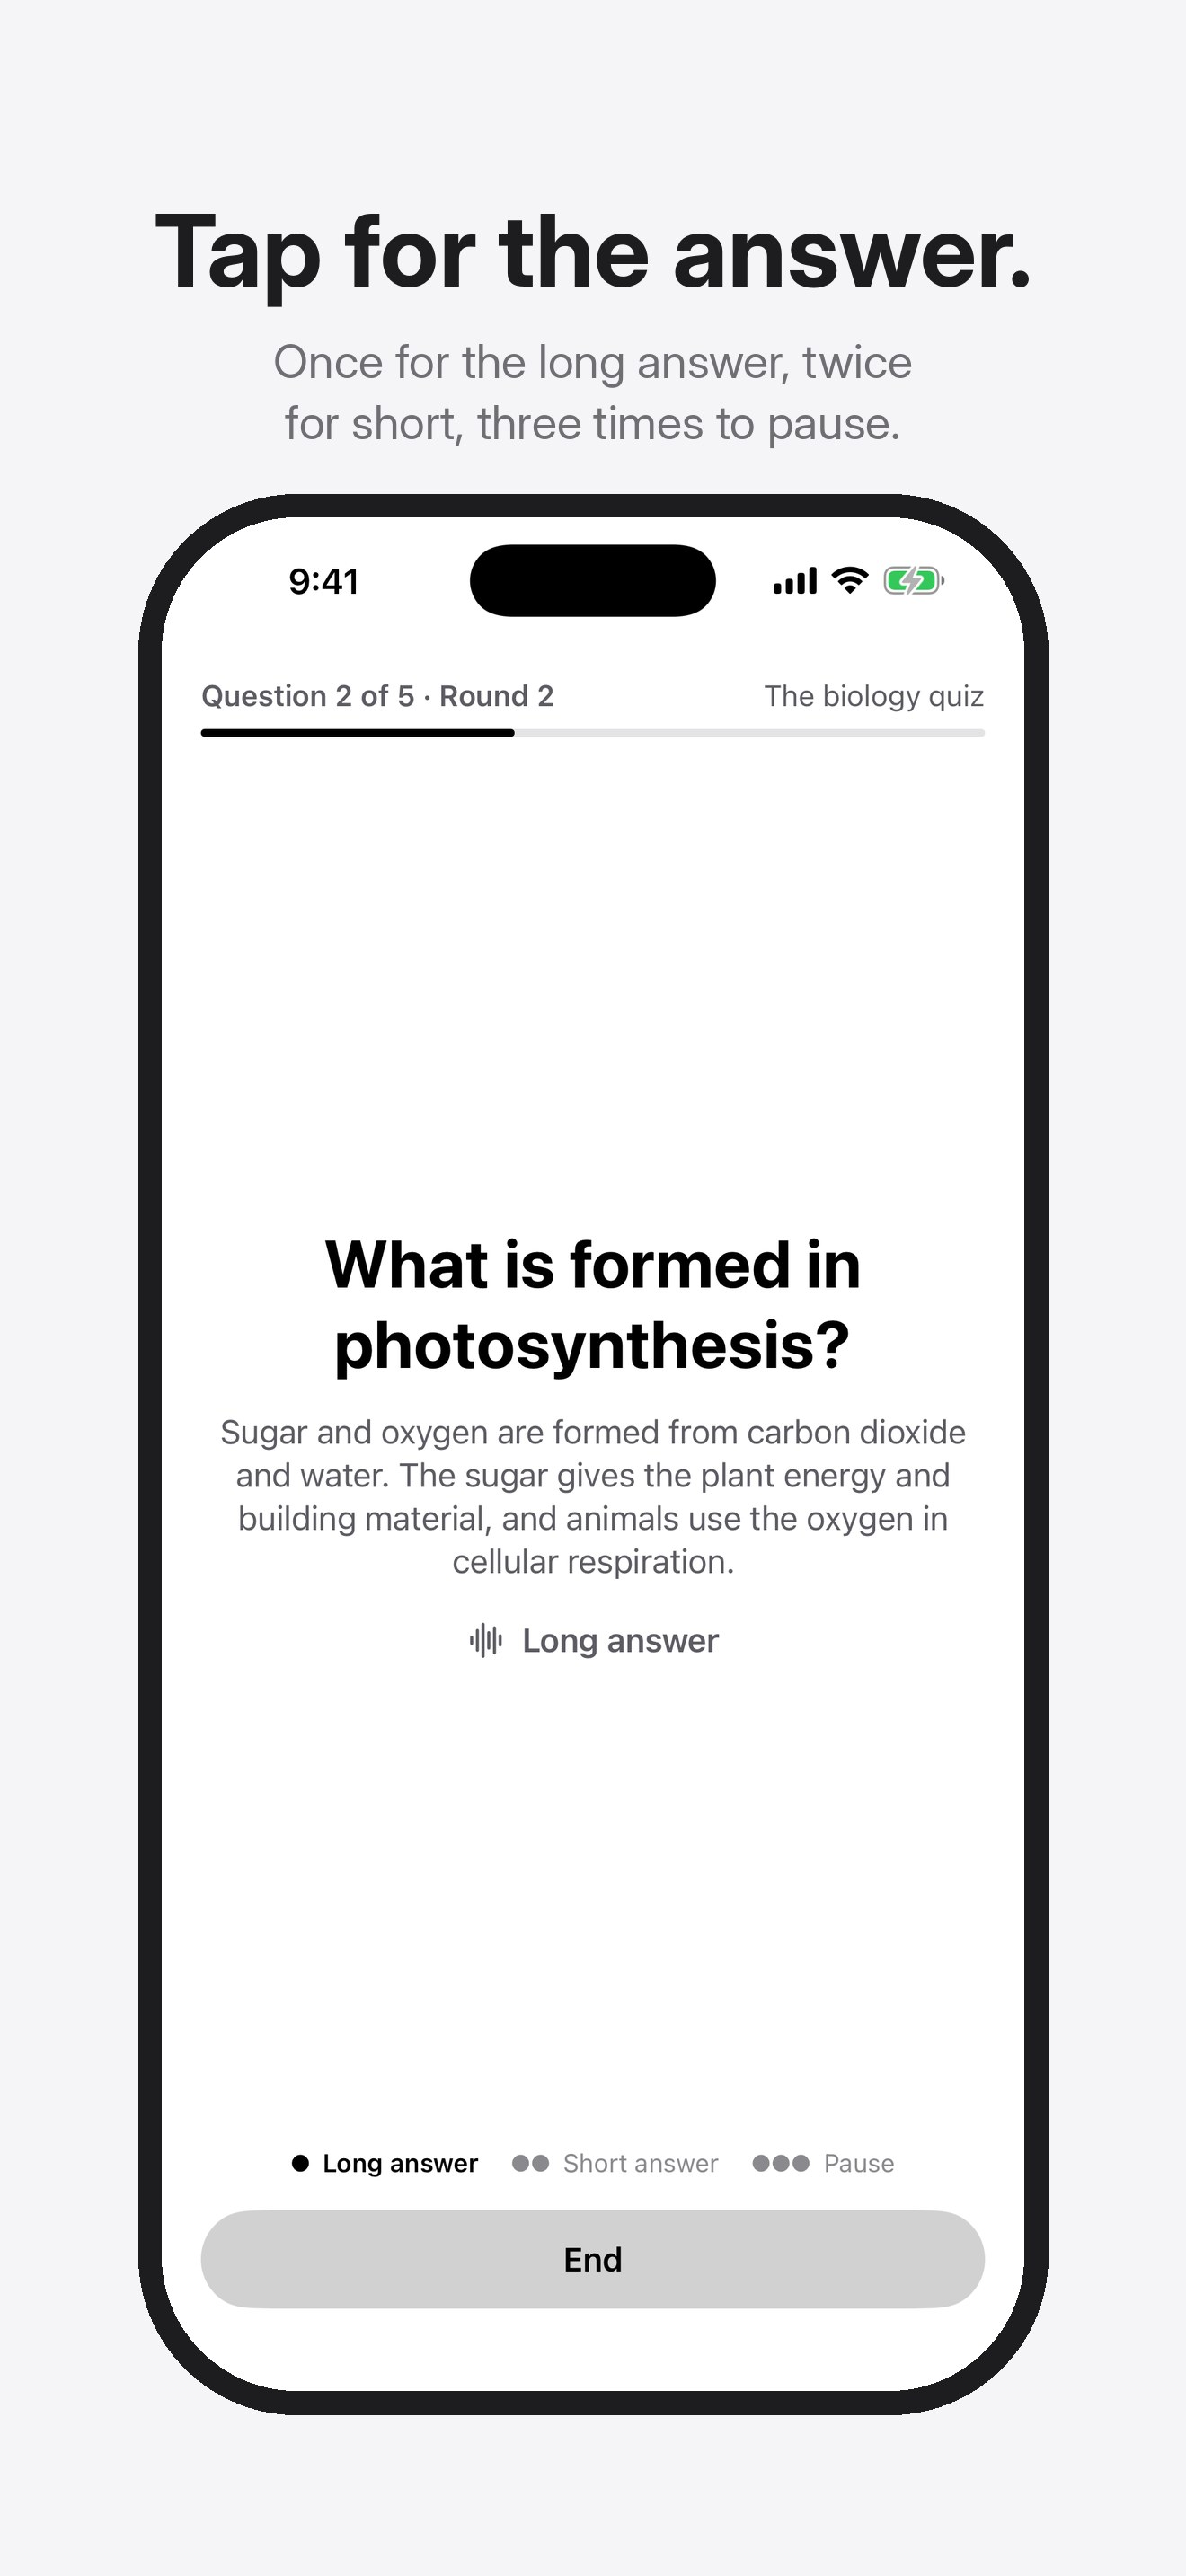 Tap for the answer.
Once for the long answer, twice
for short, three times to pause.
9:41
Question 2 of 5 · Round 2
The biology quiz
What is formed in
photosynthesis?
Sugar and oxygen are formed from carbon dioxide
and water. The sugar gives the plant energy and
building material, and animals use the oxygen in
cellular respiration.
Long answer
Long answer
Short answer
Pause
End